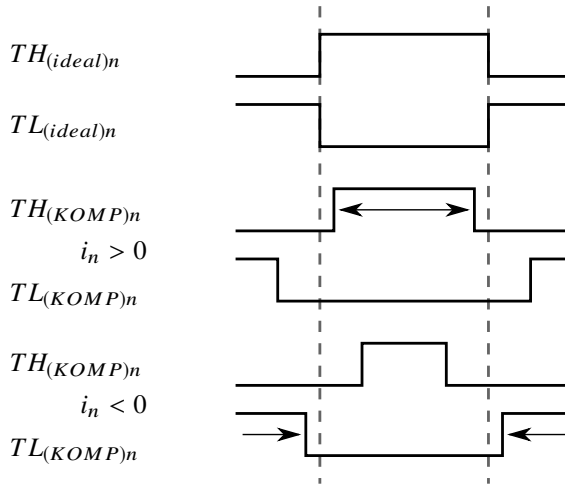 TH(ideal)n
TL(ideal)n
TH(KOMP)n
in > 0
TL(KOMP)n
TH(KOMP)n
in < 0
TL(KOMP)n